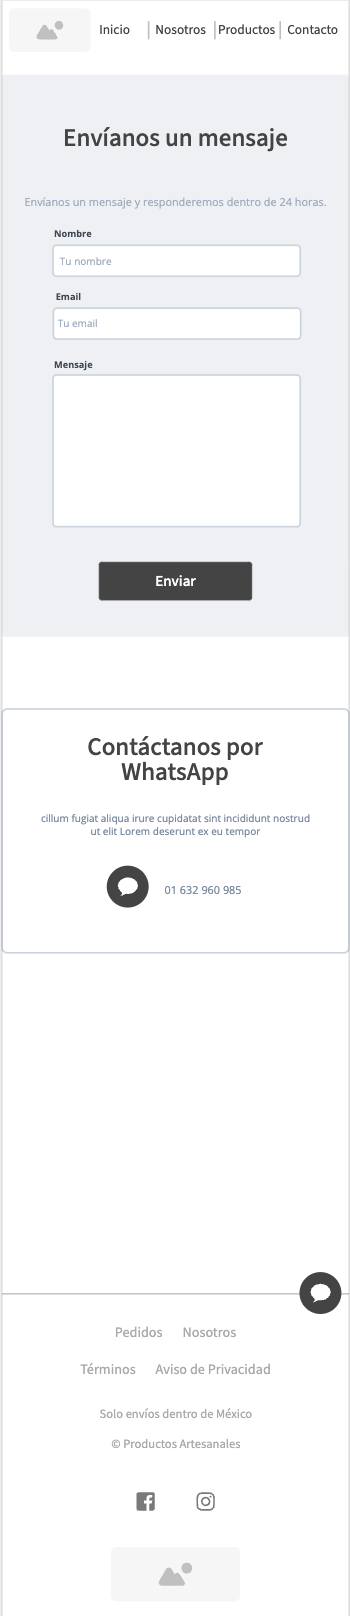 Inicio Nosotros Productos Contacto
Envíanos un mensaje
Envíanos un mensaje y responderemos dentro de 24 horas.
Nombre
Tu nombre
Email
Tu email
Mensaje
Enviar
Contáctanos por
WhatsApp
cillum fugiat aliqua irure cupidatat sint incididunt nostrud
ut elit Lorem deserunt ex eu tempor
01 632 960 985
Pedidos Nosotros
Términos Aviso de Privacidad
Solo envíos dentro de México
© Productos Artesanales